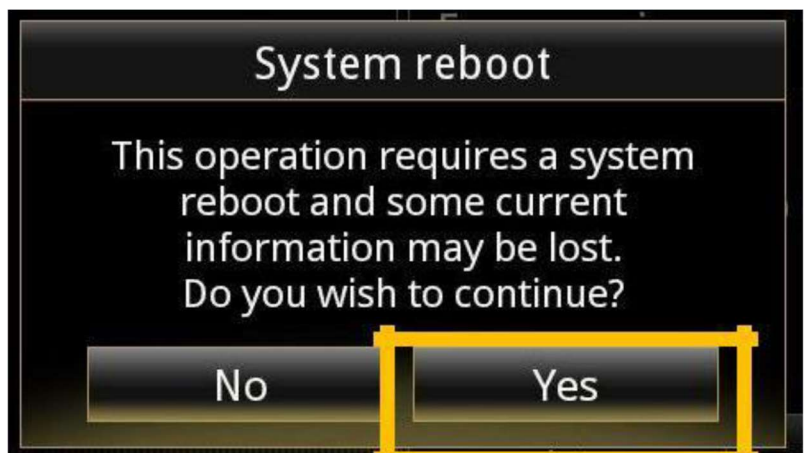 System reboot
This operation requires a system
reboot and some current
information may be lost.
Do you wish to continue?
No
Yes